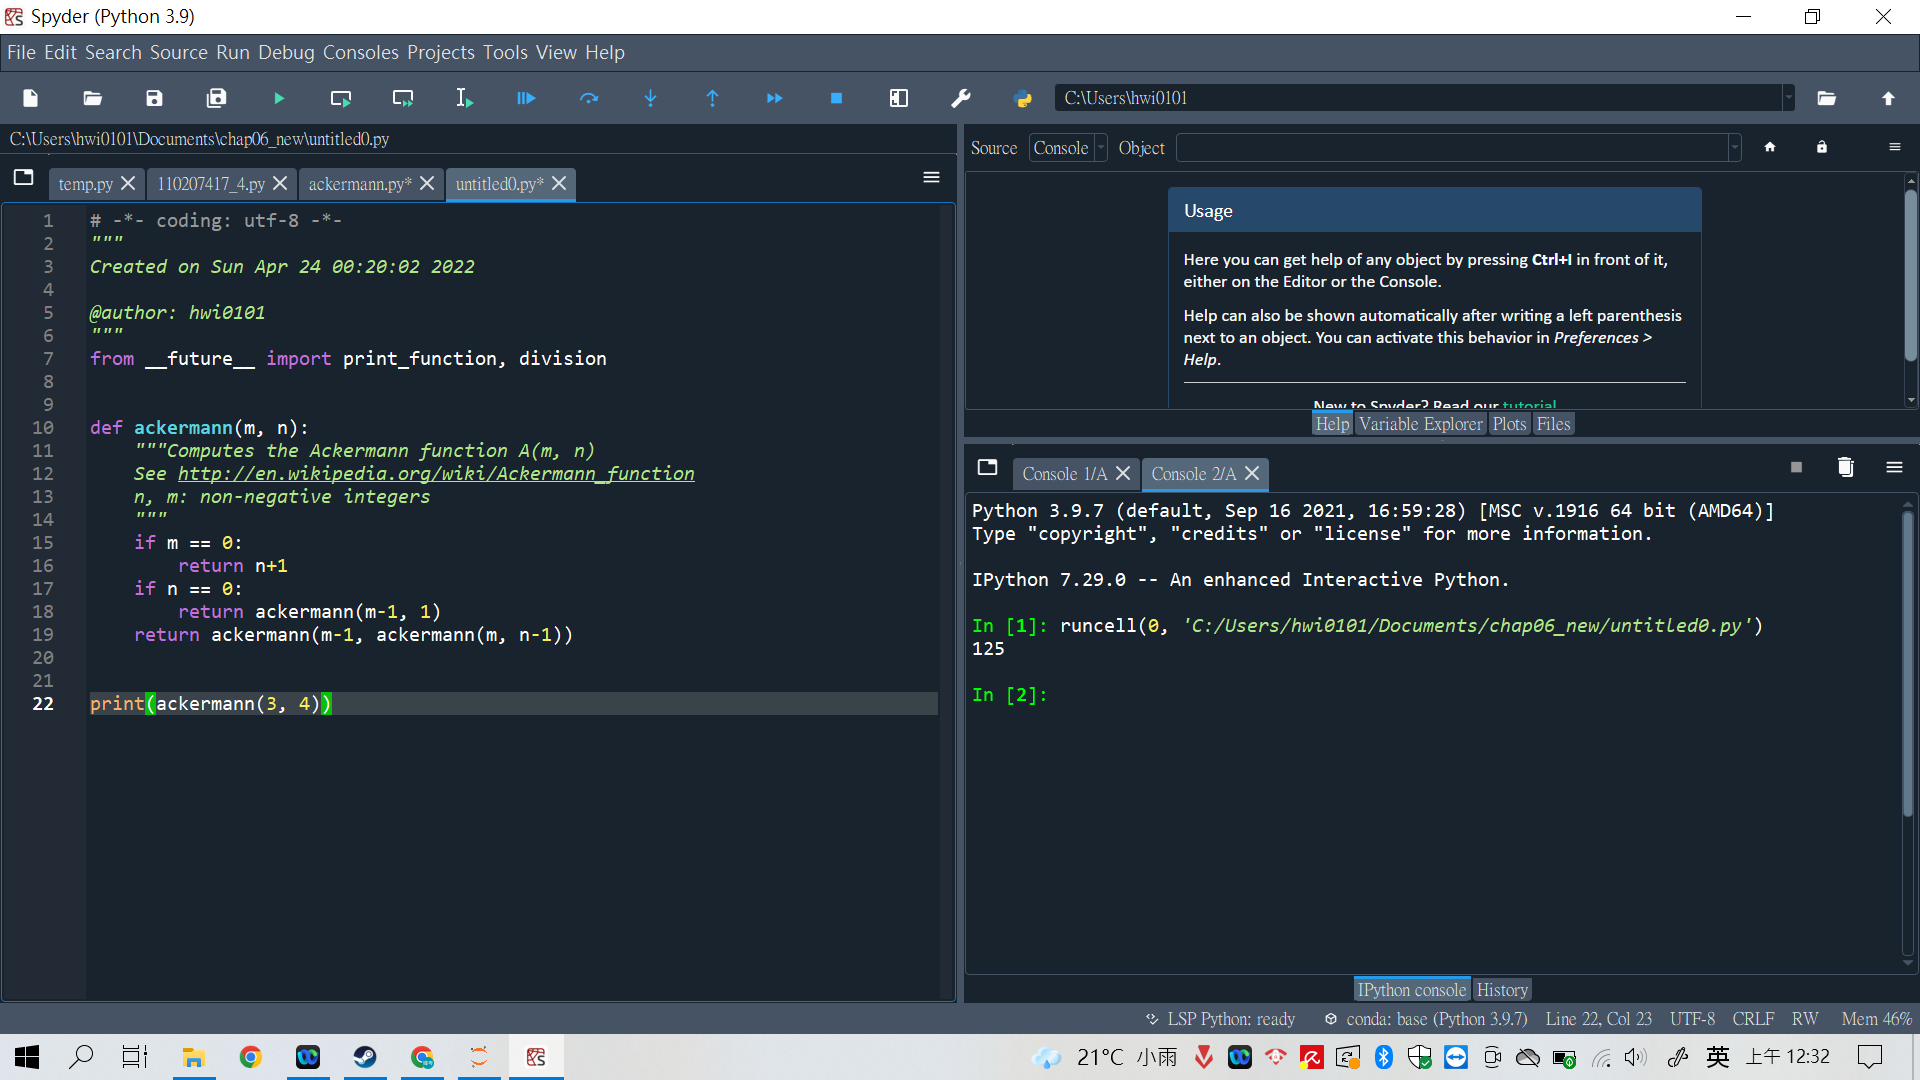 Spyder (Python 3.9)
File Edit Search Source Run Debug Consoles Projects Tools View Help
C:\Users\hwi0101
C:\Users\hwi0101\Documents\chap06_new\untitled0.py
temp.py 110207417_4.py ackermann.py* untitled0.py*
1 # -*- coding: utf-8 -*-
2 """
3 Created on Sun Apr 24 00:20:02 2022
4
5 @author: hwi0101
6 """
7 from __future__ import print_function, division
8
9
10 def ackermann(m, n):
11     """Computes the Ackermann function A(m, n)
12     See http://en.wikipedia.org/wiki/Ackermann_function
13     n, m: non-negative integers
14     """
15     if m == 0:
16         return n+1
17     if n == 0:
18         return ackermann(m-1, 1)
19     return ackermann(m-1, ackermann(m, n-1))
20
21
22 print(ackermann(3, 4))
Source Console Object
Usage
Here you can get help of any object by pressing Ctrl+I in front of it,
either on the Editor or the Console.
Help can also be shown automatically after writing a left parenthesis
next to an object. You can activate this behavior in Preferences >
Help.
New to Spyder? Read our tutorial
Help Variable Explorer Plots Files
Console 1/A Console 2/A
Python 3.9.7 (default, Sep 16 2021, 16:59:28) [MSC v.1916 64 bit (AMD64)]
Type "copyright", "credits" or "license" for more information.
IPython 7.29.0 -- An enhanced Interactive Python.
In [1]: runcell(0, 'C:/Users/hwi0101/Documents/chap06_new/untitled0.py')
125
In [2]:
IPython console History
LSP Python: ready conda: base (Python 3.9.7) Line 22, Col 23 UTF-8 CRLF RW Mem 46%
21°C 小雨 英 上午 12:32